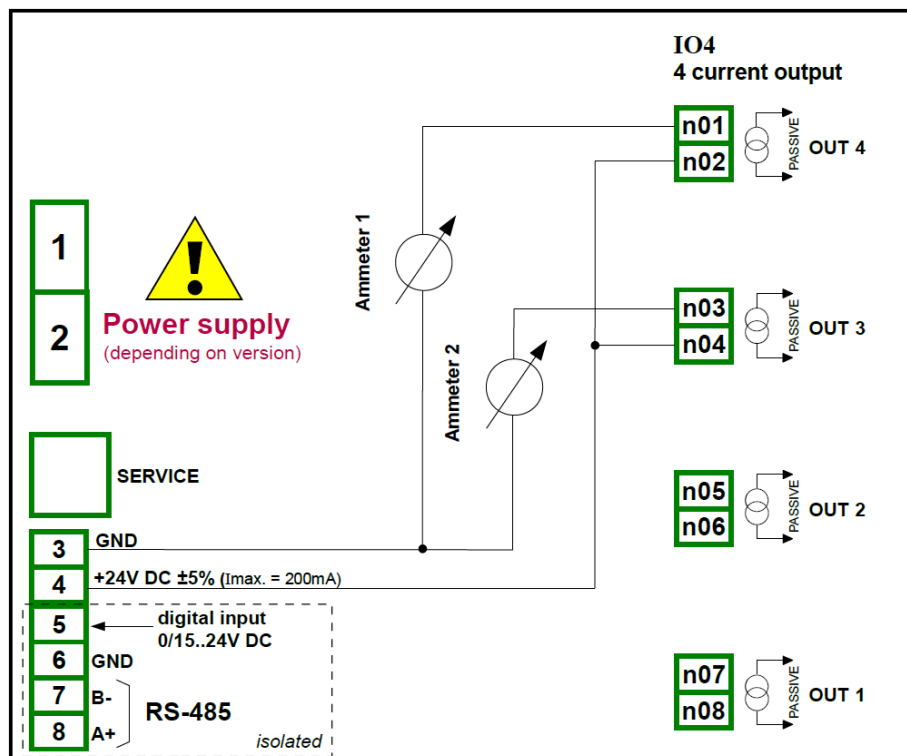 IO4
4 current output
n01
n02
PASSIVE
OUT 4
Ammeter 1
1
2
Power supply
(depending on version)
n03
n04
PASSIVE
OUT 3
Ammeter 2
SERVICE
n05
n06
PASSIVE
OUT 2
3 GND
4 +24V DC ±5% (Imax. = 200mA)
5 digital input
0/15..24V DC
6 GND
7 B-
8 A+
RS-485
isolated
n07
n08
PASSIVE
OUT 1